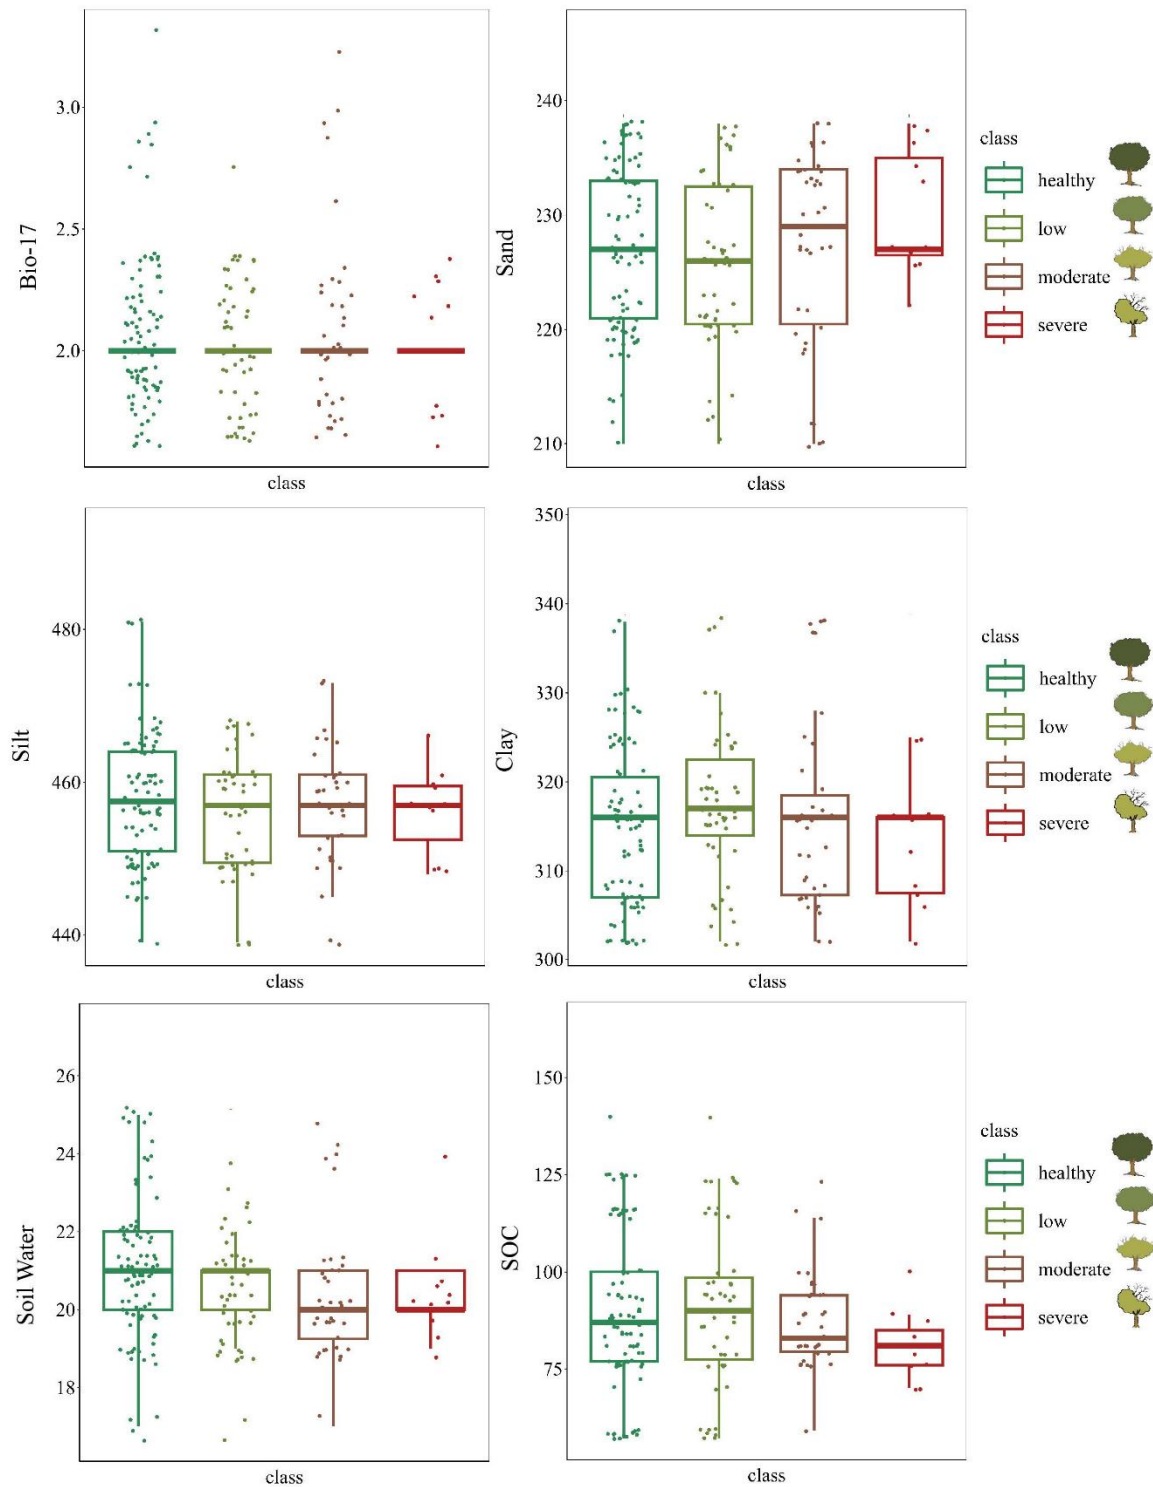 Bio-17
3.0
2.5
2.0
class
Sand
240
230
220
210
class
class
healthy
low
moderate
severe
Silt
480
460
440
class
Clay
350
340
330
320
310
300
class
class
healthy
low
moderate
severe
Soil Water
26
24
22
20
18
class
SOC
150
125
100
75
class
class
healthy
low
moderate
severe